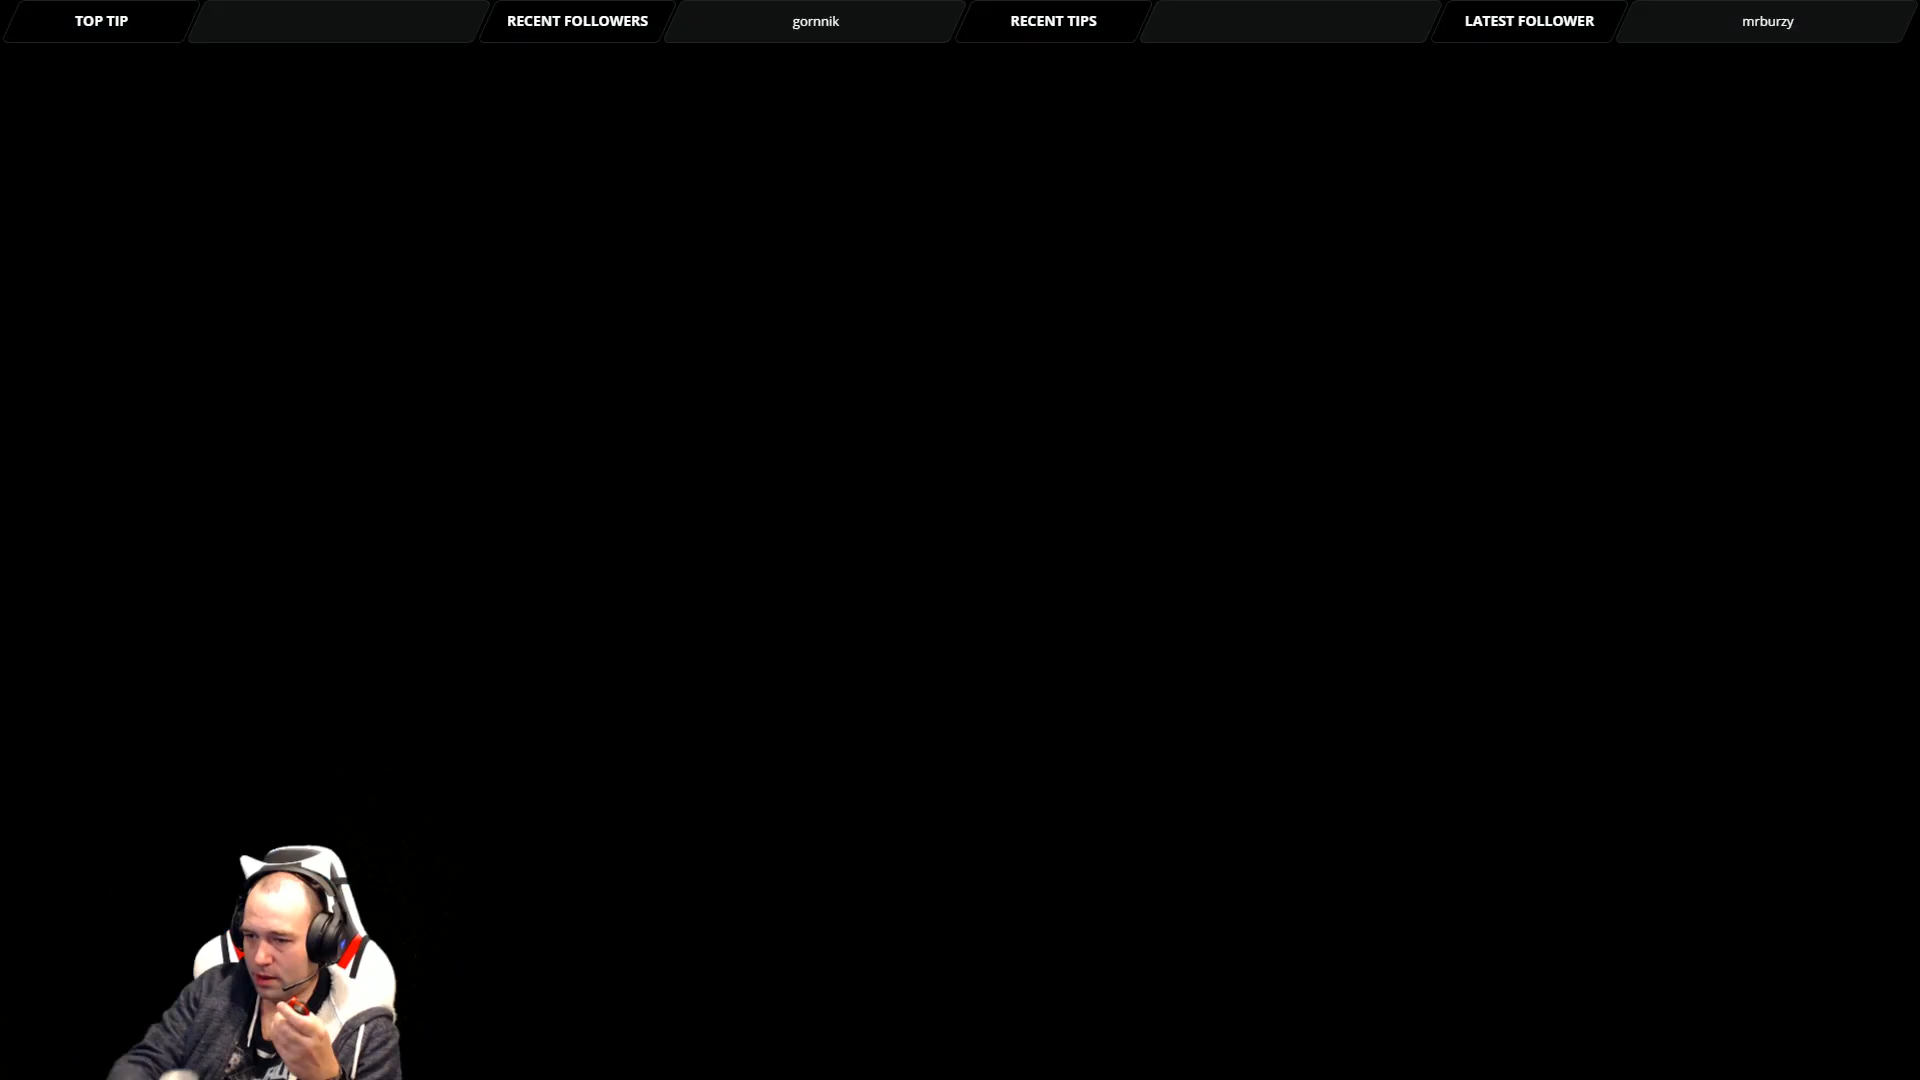 TOP TIP
RECENT FOLLOWERS
gornnik
RECENT TIPS
LATEST FOLLOWER
mrburzy